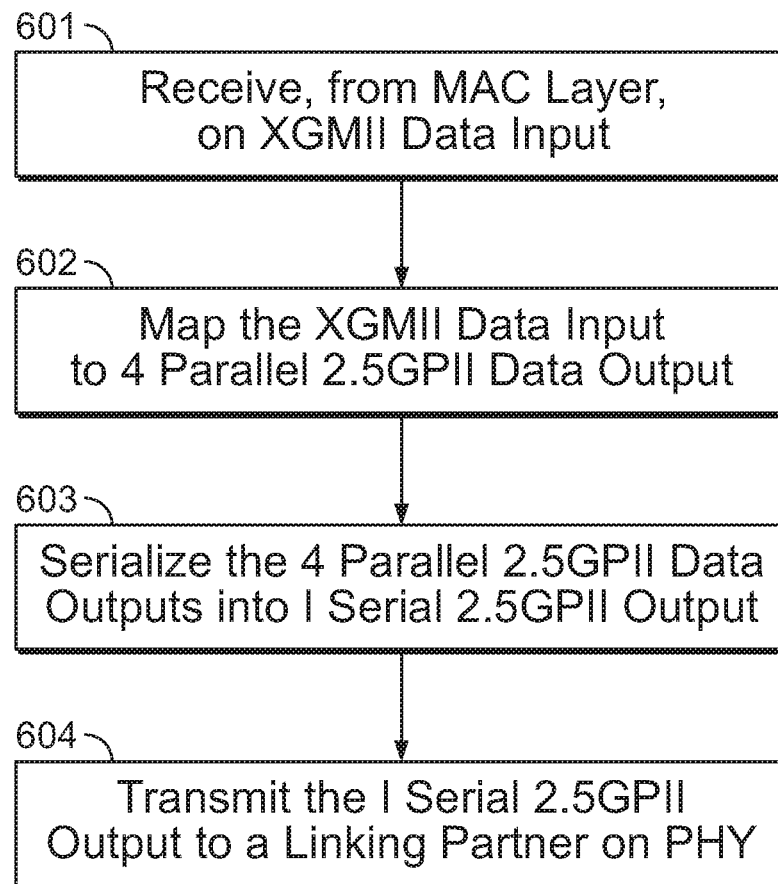 601
Receive, from MAC Layer,
on XGMII Data Input
602
Map the XGMII Data Input
to 4 Parallel 2.5GPII Data Output
603
Serialize the 4 Parallel 2.5GPII Data
Outputs into I Serial 2.5GPII Output
604
Transmit the I Serial 2.5GPII
Output to a Linking Partner on PHY